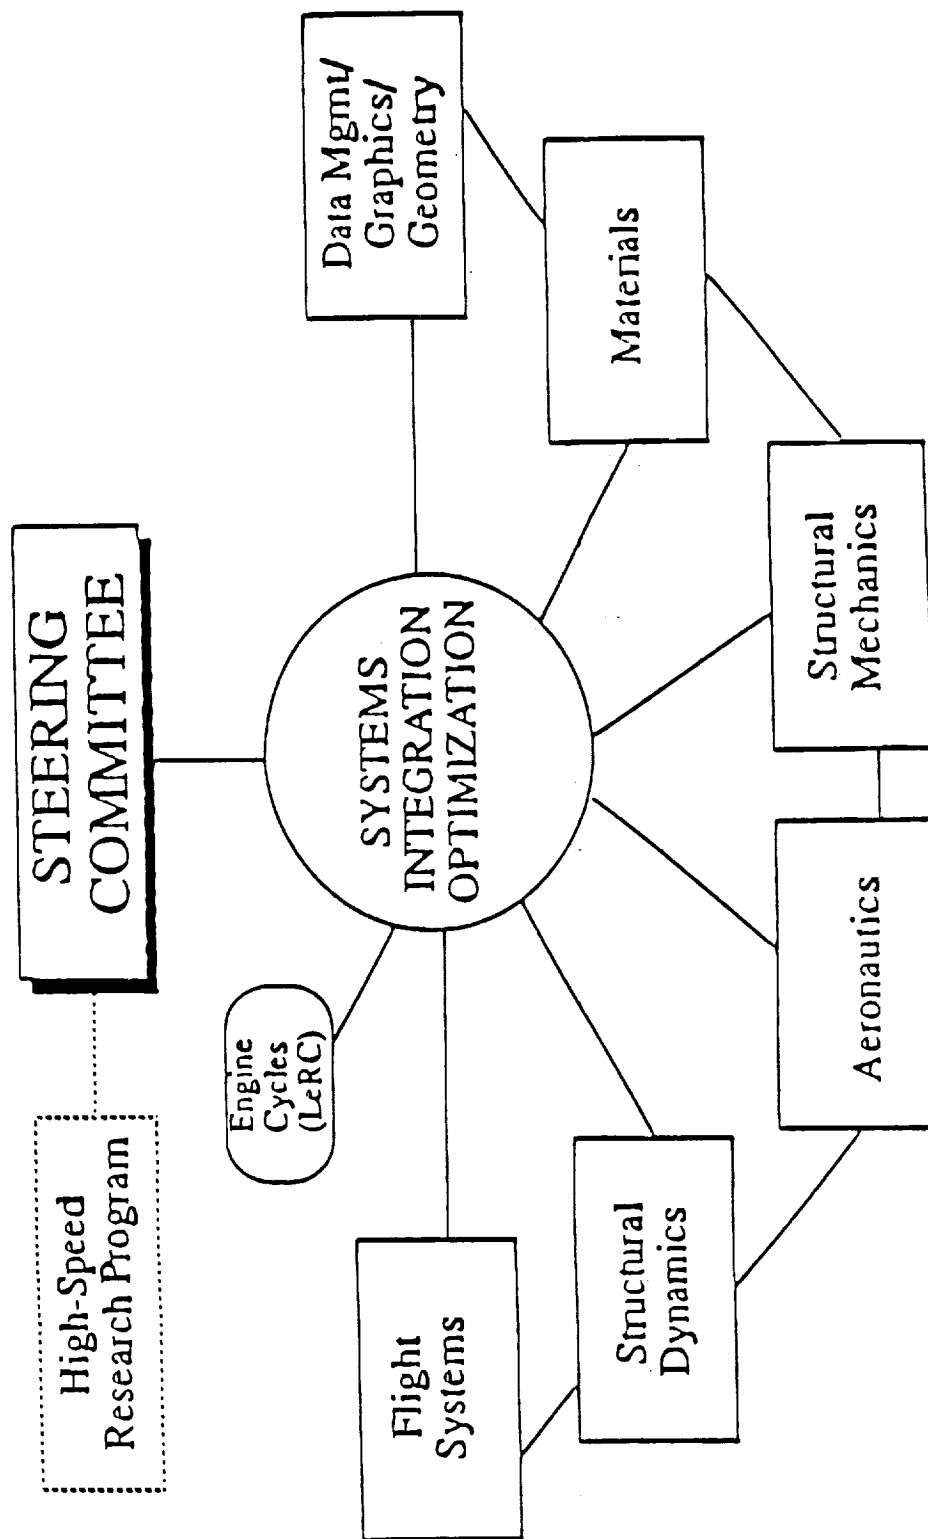 High-Speed
Research Program
STEERING
COMMITTEE
Engine
Cycles
(LeRC)
SYSTEMS
INTEGRATION
OPTIMIZATION
Flight
Systems
Structural
Dynamics
Aeronautics
Structural
Mechanics
Materials
Data Mgmt/
Graphics/
Geometry